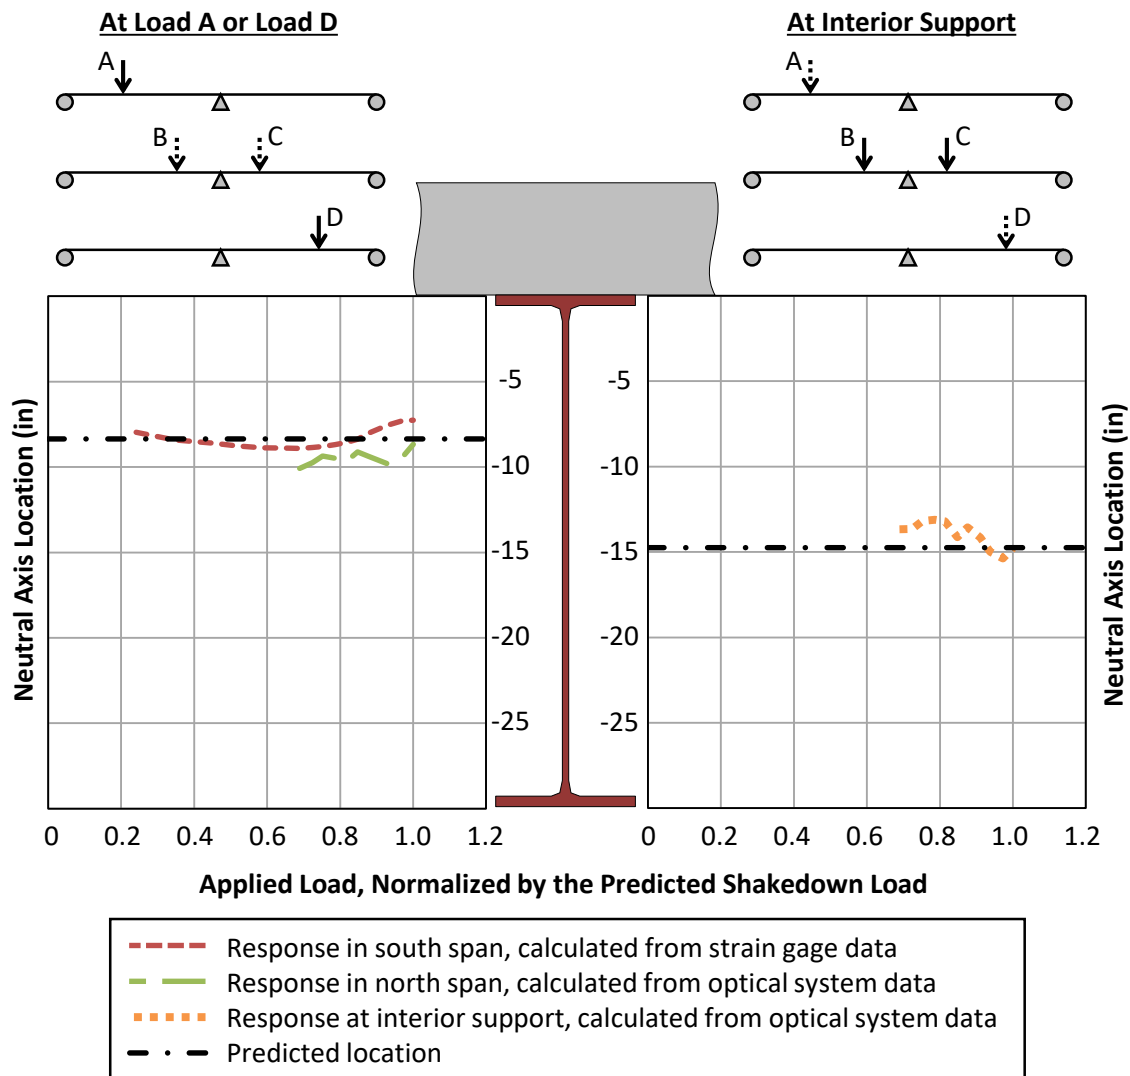 At Load A or Load D
At Interior Support
A
B
C
D
A
B
C
D
Neutral Axis Location (in)
-5
-10
-15
-20
-25
0 0.2 0.4 0.6 0.8 1.0 1.2
-5
-10
-15
-20
-25
Neutral Axis Location (in)
0 0.2 0.4 0.6 0.8 1.0 1.2
Applied Load, Normalized by the Predicted Shakedown Load
Response in south span, calculated from strain gage data
Response in north span, calculated from optical system data
Response at interior support, calculated from optical system data
Predicted location